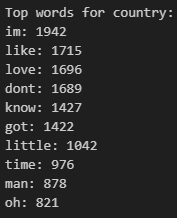 Top words for country:
im: 1942
like: 1715
love: 1696
dont: 1689
know: 1427
got: 1422
little: 1042
time: 976
man: 878
oh: 821